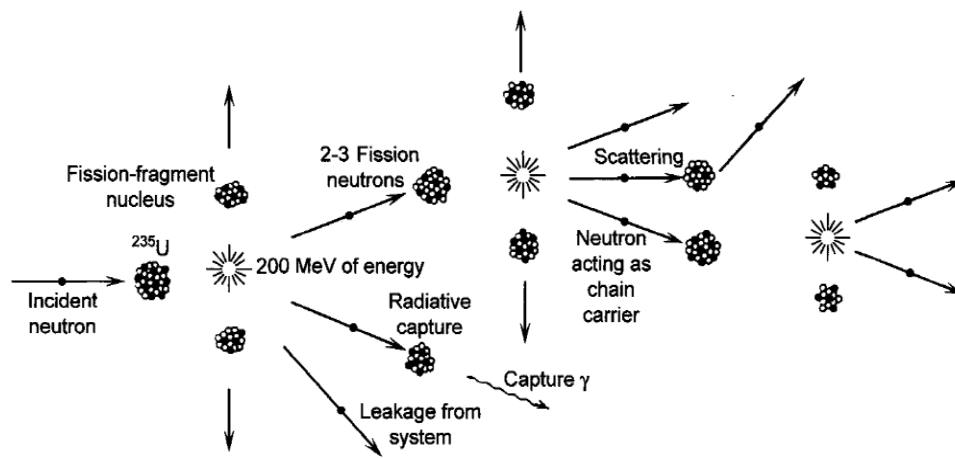 Fission-fragment
nucleus
235U
Incident
neutron
2-3 Fission
neutrons
200 MeV of energy
Radiative
capture
Leakage from
system
Capture γ
Scattering
Neutron
acting as
chain
carrier